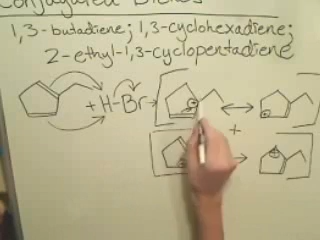 Conjugated Dienes
1,3-butadiene; 1,3-cyclohexadiene;
2-ethyl-1,3-cyclopentadiene
+ H-Br
+